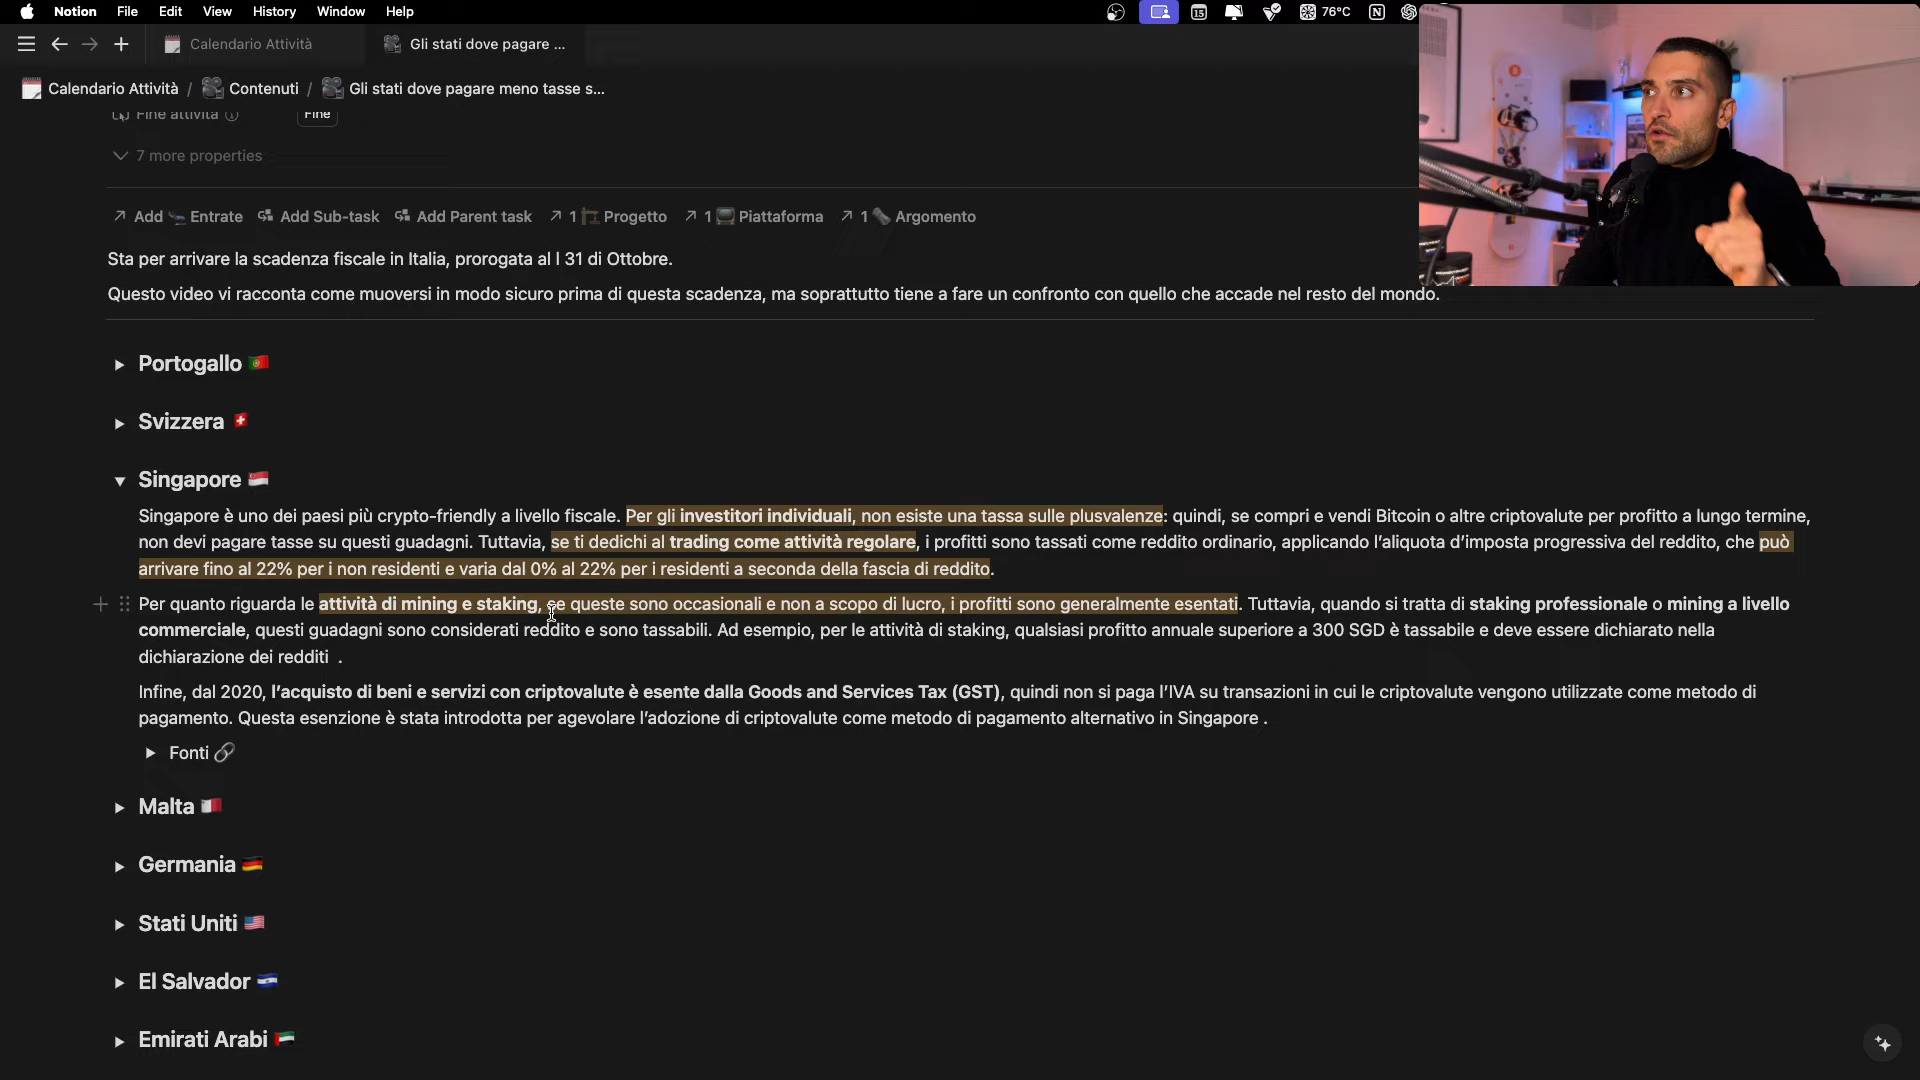 Notion File Edit View History Window Help 15 76°C
Calendario Attività Gli stati dove pagare ...
Calendario Attività / Contenuti / Gli stati dove pagare meno tasse s...
Fine attività Fine
7 more properties
Add Entrate Add Sub-task Add Parent task 1 Progetto 1 Piattaforma 1 Argomento
Sta per arrivare la scadenza fiscale in Italia, prorogata al l 31 di Ottobre.
Questo video vi racconta come muoversi in modo sicuro prima di questa scadenza, ma soprattutto tiene a fare un confronto con quello che accade nel resto del mondo.
Portogallo 🇵🇹
Svizzera 🇨🇭
Singapore 🇸🇬
Singapore è uno dei paesi più crypto-friendly a livello fiscale. Per gli investitori individuali, non esiste una tassa sulle plusvalenze: quindi, se compri e vendi Bitcoin o altre criptovalute per profitto a lungo termine,
non devi pagare tasse su questi guadagni. Tuttavia, se ti dedichi al trading come attività regolare, i profitti sono tassati come reddito ordinario, applicando l'aliquota d'imposta progressiva del reddito, che può
arrivare fino al 22% per i non residenti e varia dal 0% al 22% per i residenti a seconda della fascia di reddito.
Per quanto riguarda le attività di mining e staking, se queste sono occasionali e non a scopo di lucro, i profitti sono generalmente esentati. Tuttavia, quando si tratta di staking professionale o mining a livello
commerciale, questi guadagni sono considerati reddito e sono tassabili. Ad esempio, per le attività di staking, qualsiasi profitto annuale superiore a 300 SGD è tassabile e deve essere dichiarato nella
dichiarazione dei redditi .
Infine, dal 2020, l'acquisto di beni e servizi con criptovalute è esente dalla Goods and Services Tax (GST), quindi non si paga l'IVA su transazioni in cui le criptovalute vengono utilizzate come metodo di
pagamento. Questa esenzione è stata introdotta per agevolare l'adozione di criptovalute come metodo di pagamento alternativo in Singapore .
Fonti 🔗
Malta 🇲🇹
Germania 🇩🇪
Stati Uniti 🇺🇸
El Salvador 🇸🇻
Emirati Arabi 🇦🇪